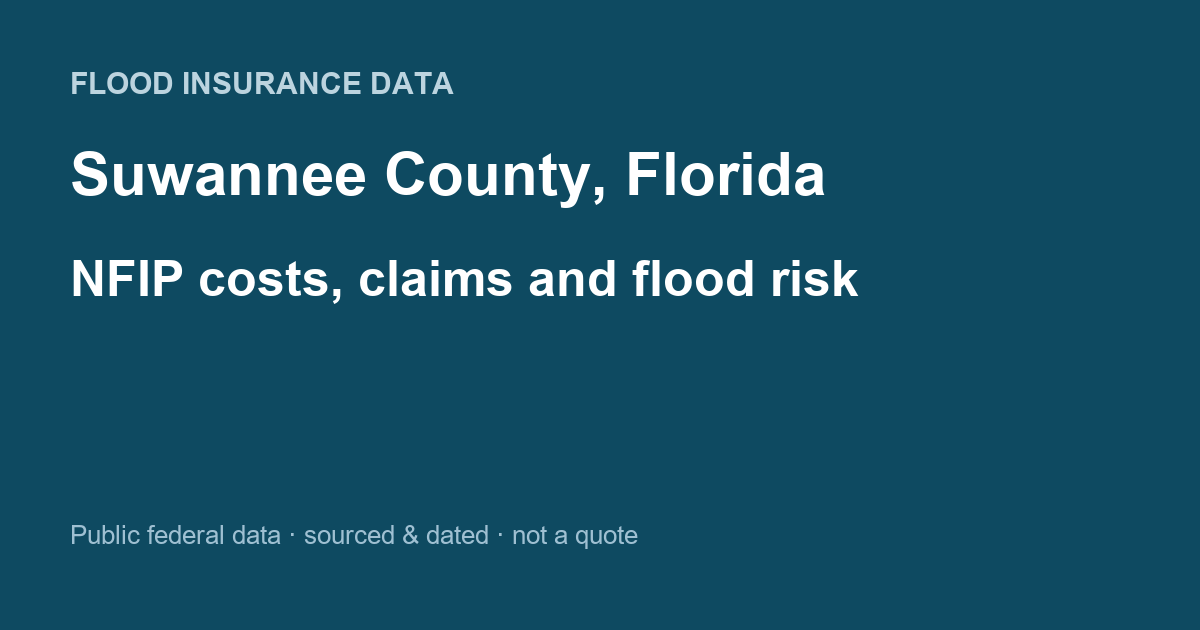 FLOOD INSURANCE DATA
Suwannee County, Florida
NFIP costs, claims and flood risk
Public federal data · sourced & dated · not a quote